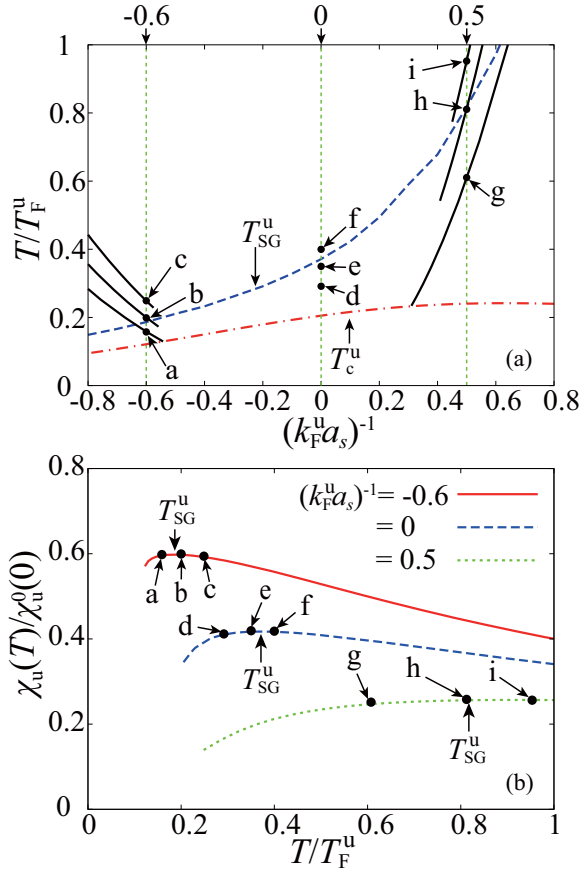 -0.6 0 0.5
1
0.8
0.6
0.4
0.2
0
T/T_F^u
i
h
g
f
e
d
c
b
a
T_SG^u
T_c^u
(a)
-0.8 -0.6 -0.4 -0.2 0 0.2 0.4 0.6 0.8
(k_F^u a_s)^-1
0.8
0.6
0.4
0.2
0
χ_u(T)/χ_u^0(0)
(k_F^u a_s)^-1 = -0.6
= 0
= 0.5
T_SG^u
a
b
c
d
e
f
T_SG^u
g
h
i
T_SG^u
(b)
0 0.2 0.4 0.6 0.8 1
T/T_F^u